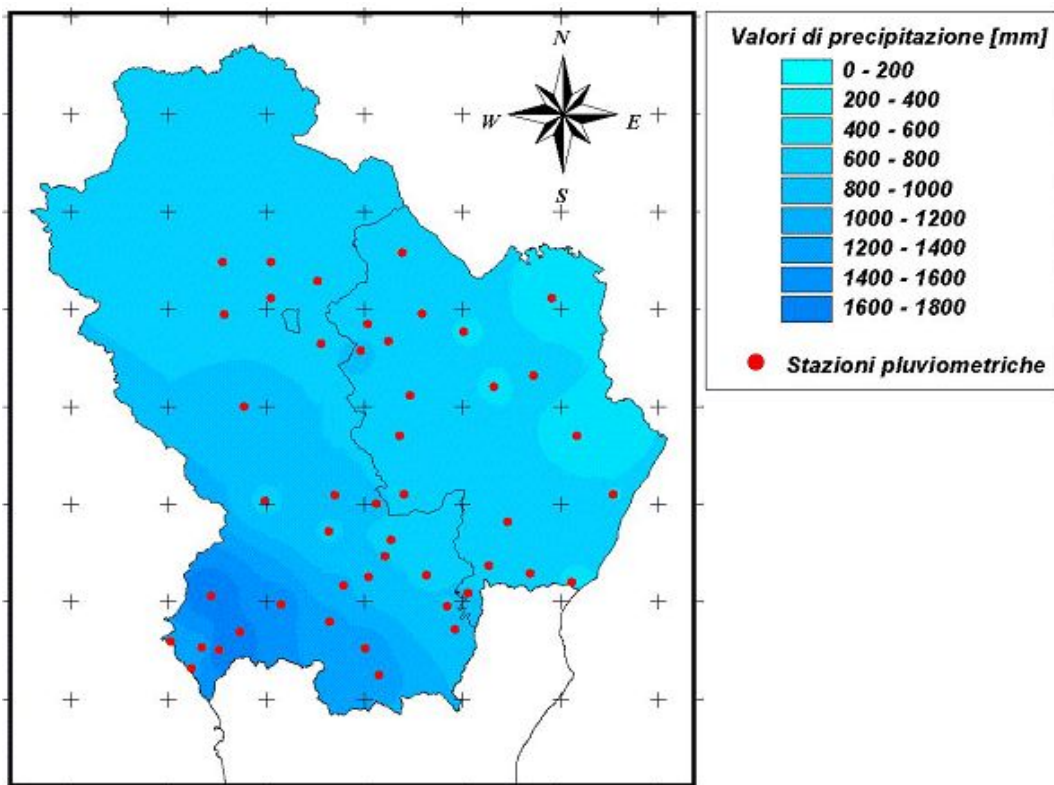 N
W E
S
Valori di precipitazione [mm]
0 - 200
200 - 400
400 - 600
600 - 800
800 - 1000
1000 - 1200
1200 - 1400
1400 - 1600
1600 - 1800
Stazioni pluviometriche